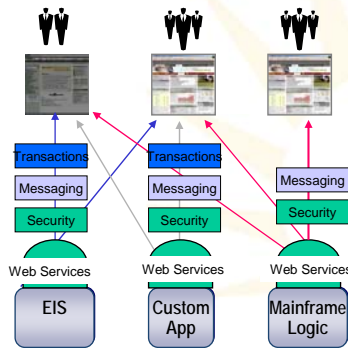 Transactions
Transactions
Messaging
Messaging
Messaging
Security
Security
Security
Web Services
Web Services
Web Services
EIS
Custom
App
Mainframe
Logic